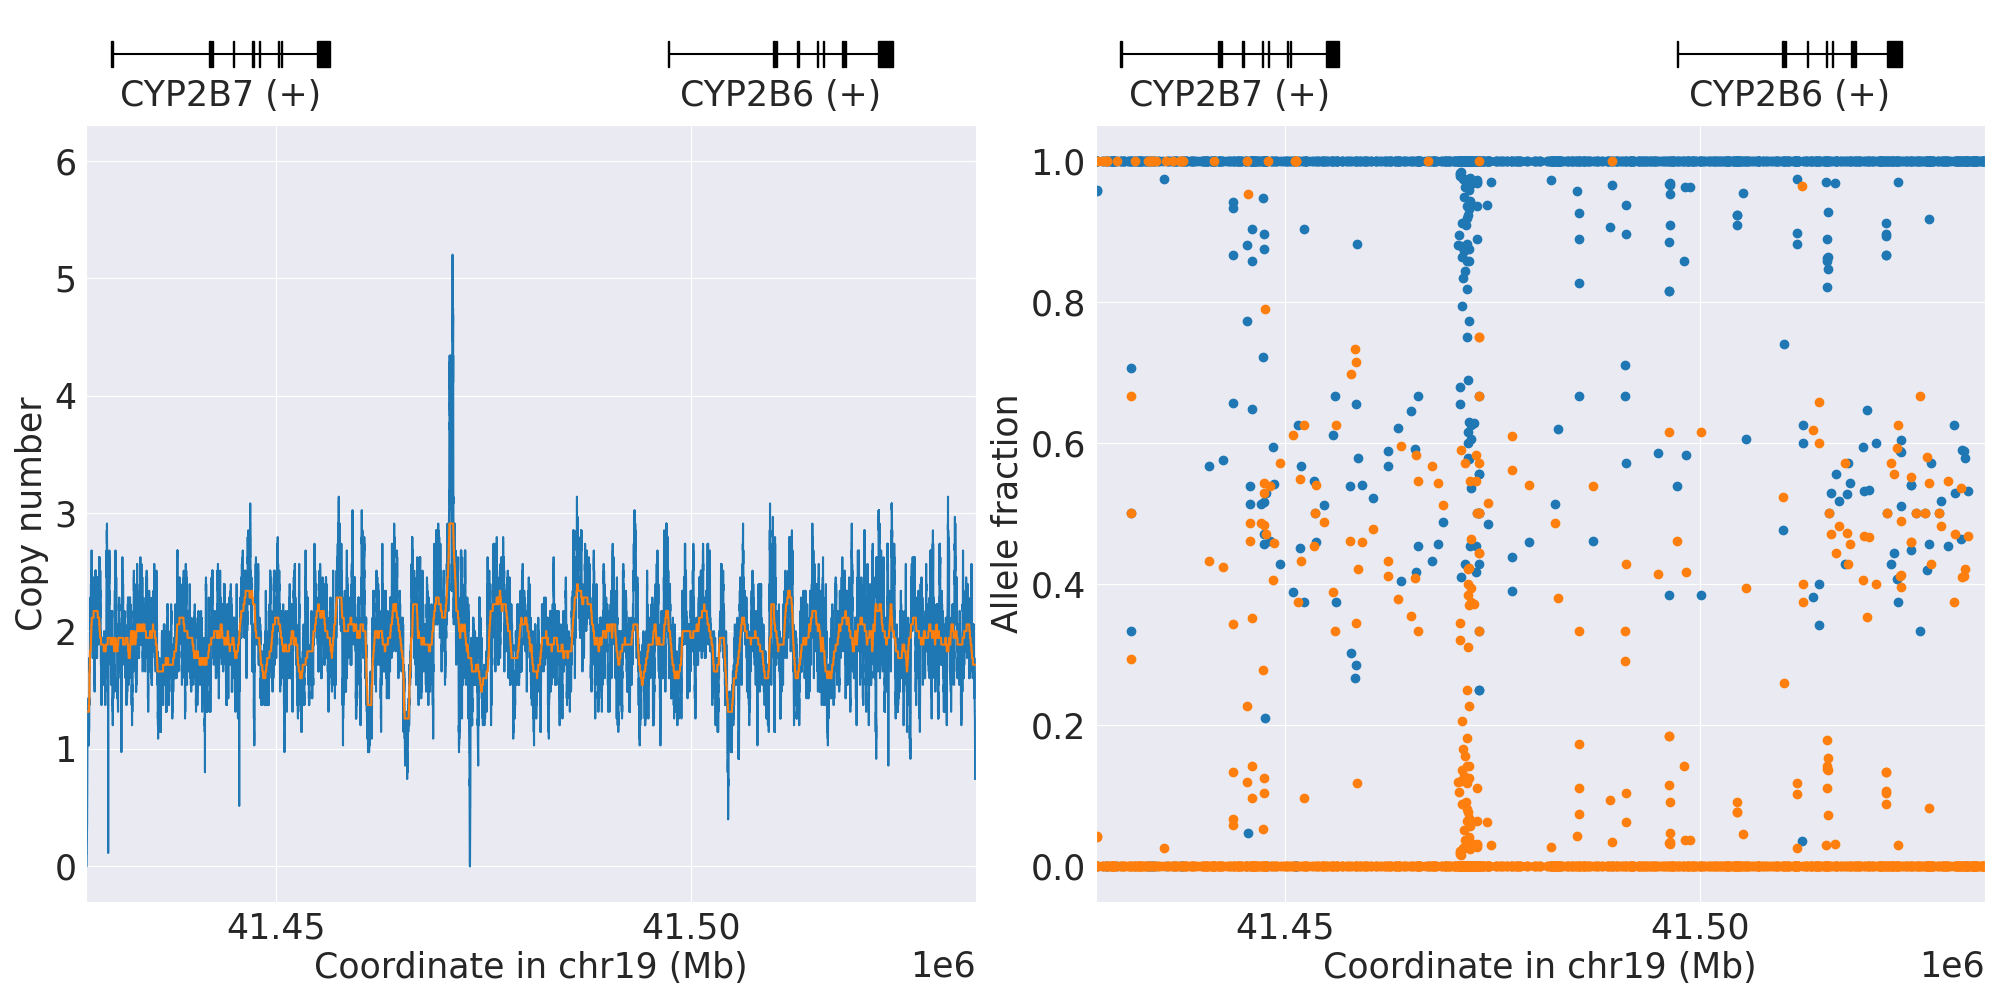 CYP2B7 (+)
CYP2B6 (+)
CYP2B7 (+)
CYP2B6 (+)
6
5
4
3
2
1
0
Copy number
41.45
41.50
Coordinate in chr19 (Mb)
1e6
1.0
0.8
0.6
0.4
0.2
0.0
Allele fraction
41.45
41.50
Coordinate in chr19 (Mb)
1e6